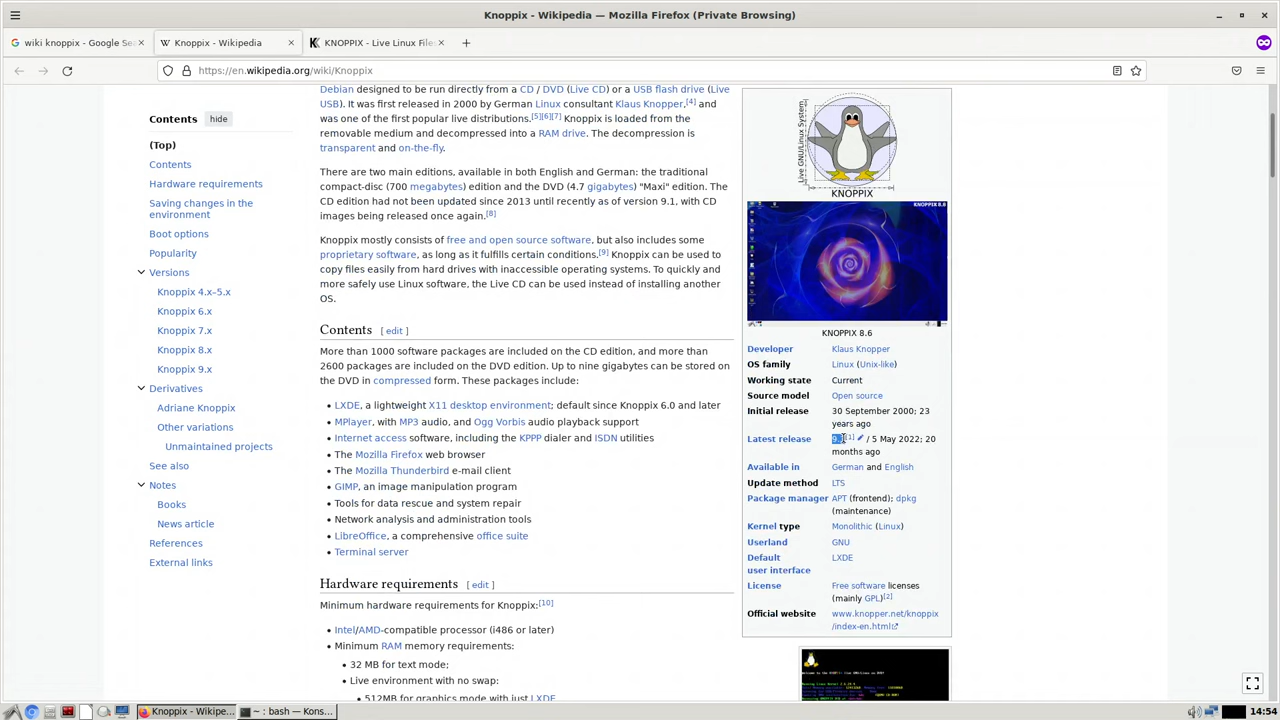 Knoppix - Wikipedia — Mozilla Firefox (Private Browsing)
wiki knoppix - Google Se
Knoppix - Wikipedia
KNOPPIX - Live Linux File
https://en.wikipedia.org/wiki/Knoppix
Contents hide
(Top)
Contents
Hardware requirements
Saving changes in the
environment
Boot options
Popularity
Versions
Knoppix 4.x–5.x
Knoppix 6.x
Knoppix 7.x
Knoppix 8.x
Knoppix 9.x
Derivatives
Adriane Knoppix
Other variations
Unmaintained projects
See also
Notes
Books
News article
References
External links
Debian designed to be run directly from a CD / DVD (Live CD) or a USB flash drive (Live
USB). It was first released in 2000 by German Linux consultant Klaus Knopper,[4] and
was one of the first popular live distributions.[5][6][7] Knoppix is loaded from the
removable medium and decompressed into a RAM drive. The decompression is
transparent and on-the-fly.
There are two main editions, available in both English and German: the traditional
compact-disc (700 megabytes) edition and the DVD (4.7 gigabytes) "Maxi" edition. The
CD edition had not been updated since 2013 until recently as of version 9.1, with CD
images being released once again.[8]
Knoppix mostly consists of free and open source software, but also includes some
proprietary software, as long as it fulfills certain conditions.[9] Knoppix can be used to
copy files easily from hard drives with inaccessible operating systems. To quickly and
more safely use Linux software, the Live CD can be used instead of installing another
OS.
Contents [ edit ]
More than 1000 software packages are included on the CD edition, and more than
2600 packages are included on the DVD edition. Up to nine gigabytes can be stored on
the DVD in compressed form. These packages include:
• LXDE, a lightweight X11 desktop environment; default since Knoppix 6.0 and later
• MPlayer, with MP3 audio, and Ogg Vorbis audio playback support
• Internet access software, including the KPPP dialer and ISDN utilities
• The Mozilla Firefox web browser
• The Mozilla Thunderbird e-mail client
• GIMP, an image manipulation program
• Tools for data rescue and system repair
• Network analysis and administration tools
• LibreOffice, a comprehensive office suite
• Terminal server
Hardware requirements [ edit ]
Minimum hardware requirements for Knoppix:[10]
• Intel/AMD-compatible processor (i486 or later)
• Minimum RAM memory requirements:
• 32 MB for text mode;
• Live environment with no swap:
Live GNU/Linux System
KNOPPIX
KNOPPIX 8.6
KNOPPIX 8.6
Developer Klaus Knopper
OS family Linux (Unix-like)
Working state Current
Source model Open source
Initial release 30 September 2000; 23
years ago
Latest release [1] / 5 May 2022; 20
months ago
Available in German and English
Update method LTS
Package manager APT (frontend); dpkg
(maintenance)
Kernel type Monolithic (Linux)
Userland GNU
Default LXDE
user interface
License Free software licenses
(mainly GPL)[2]
Official website www.knopper.net/knoppix
/index-en.html
14:54